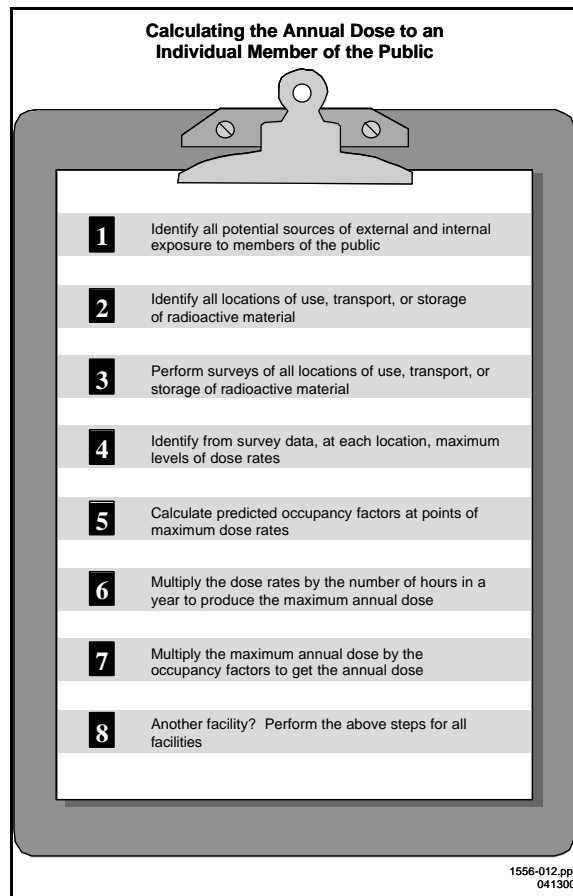 Calculating the Annual Dose to an
Individual Member of the Public
1 Identify all potential sources of external and internal
exposure to members of the public
2 Identify all locations of use, transport, or storage
of radioactive material
3 Perform surveys of all locations of use, transport, or
storage of radioactive material
4 Identify from survey data, at each location, maximum
levels of dose rates
5 Calculate predicted occupancy factors at points of
maximum dose rates
6 Multiply the dose rates by the number of hours in a
year to produce the maximum annual dose
7 Multiply the maximum annual dose by the
occupancy factors to get the annual dose
8 Another facility? Perform the above steps for all
facilities
1556-012.pp
041300